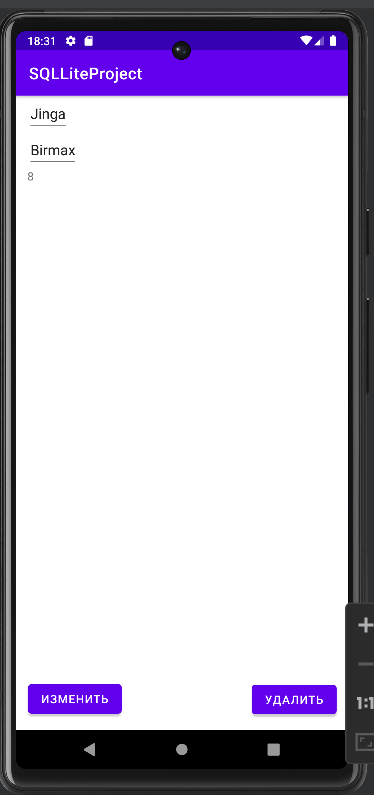 18:31
SQLLiteProject
Jinga
Birmax
8
ИЗМЕНИТЬ
УДАЛИТЬ
1:1